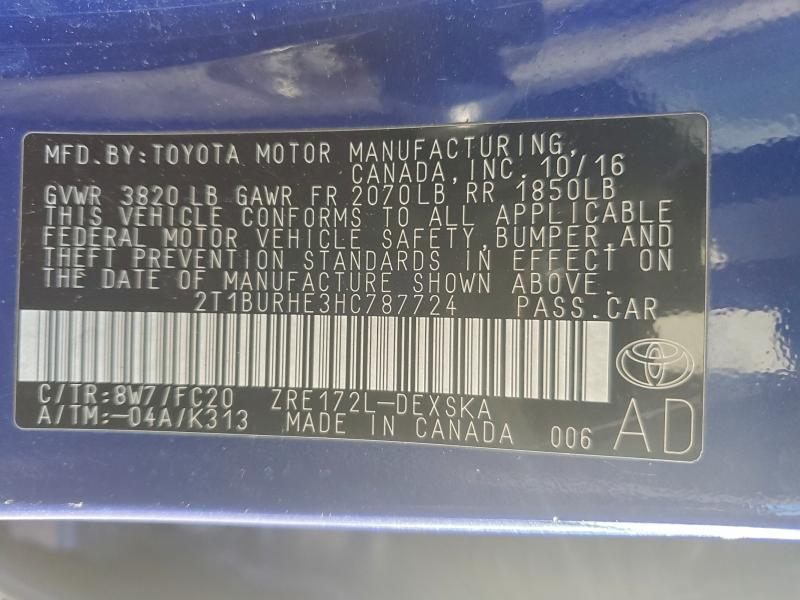 MFD. BY: TOYOTA MOTOR MANUFACTURING,
CANADA, INC. 10/16
GVWR 3820 LB GAWR FR 2070LB RR 1850LB
THIS VEHICLE CONFORMS TO ALL APPLICABLE
FEDERAL MOTOR VEHICLE SAFETY, BUMPER, AND
THEFT PREVENTION STANDARDS IN EFFECT ON
THE DATE OF MANUFACTURE SHOWN ABOVE.
2T1BURHE3HC787724 PASS. CAR
C/TR: 8W7/FC20 ZRE172L-DEXSKA
A/TM: -04A/K313 MADE IN CANADA 006 AD